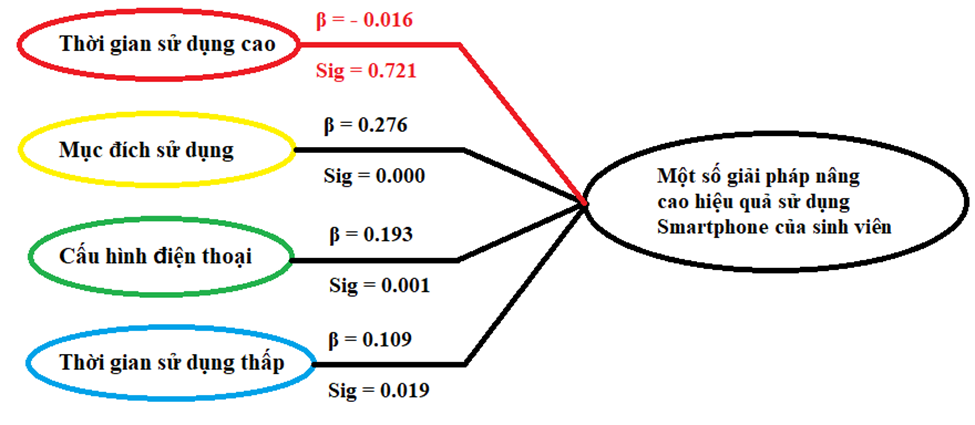 Thời gian sử dụng cao
β = - 0.016
Sig = 0.721
Mục đích sử dụng
β = 0.276
Sig = 0.000
Cấu hình điện thoại
β = 0.193
Sig = 0.001
Thời gian sử dụng thấp
β = 0.109
Sig = 0.019
Một số giải pháp nâng
cao hiệu quả sử dụng
Smartphone của sinh viên